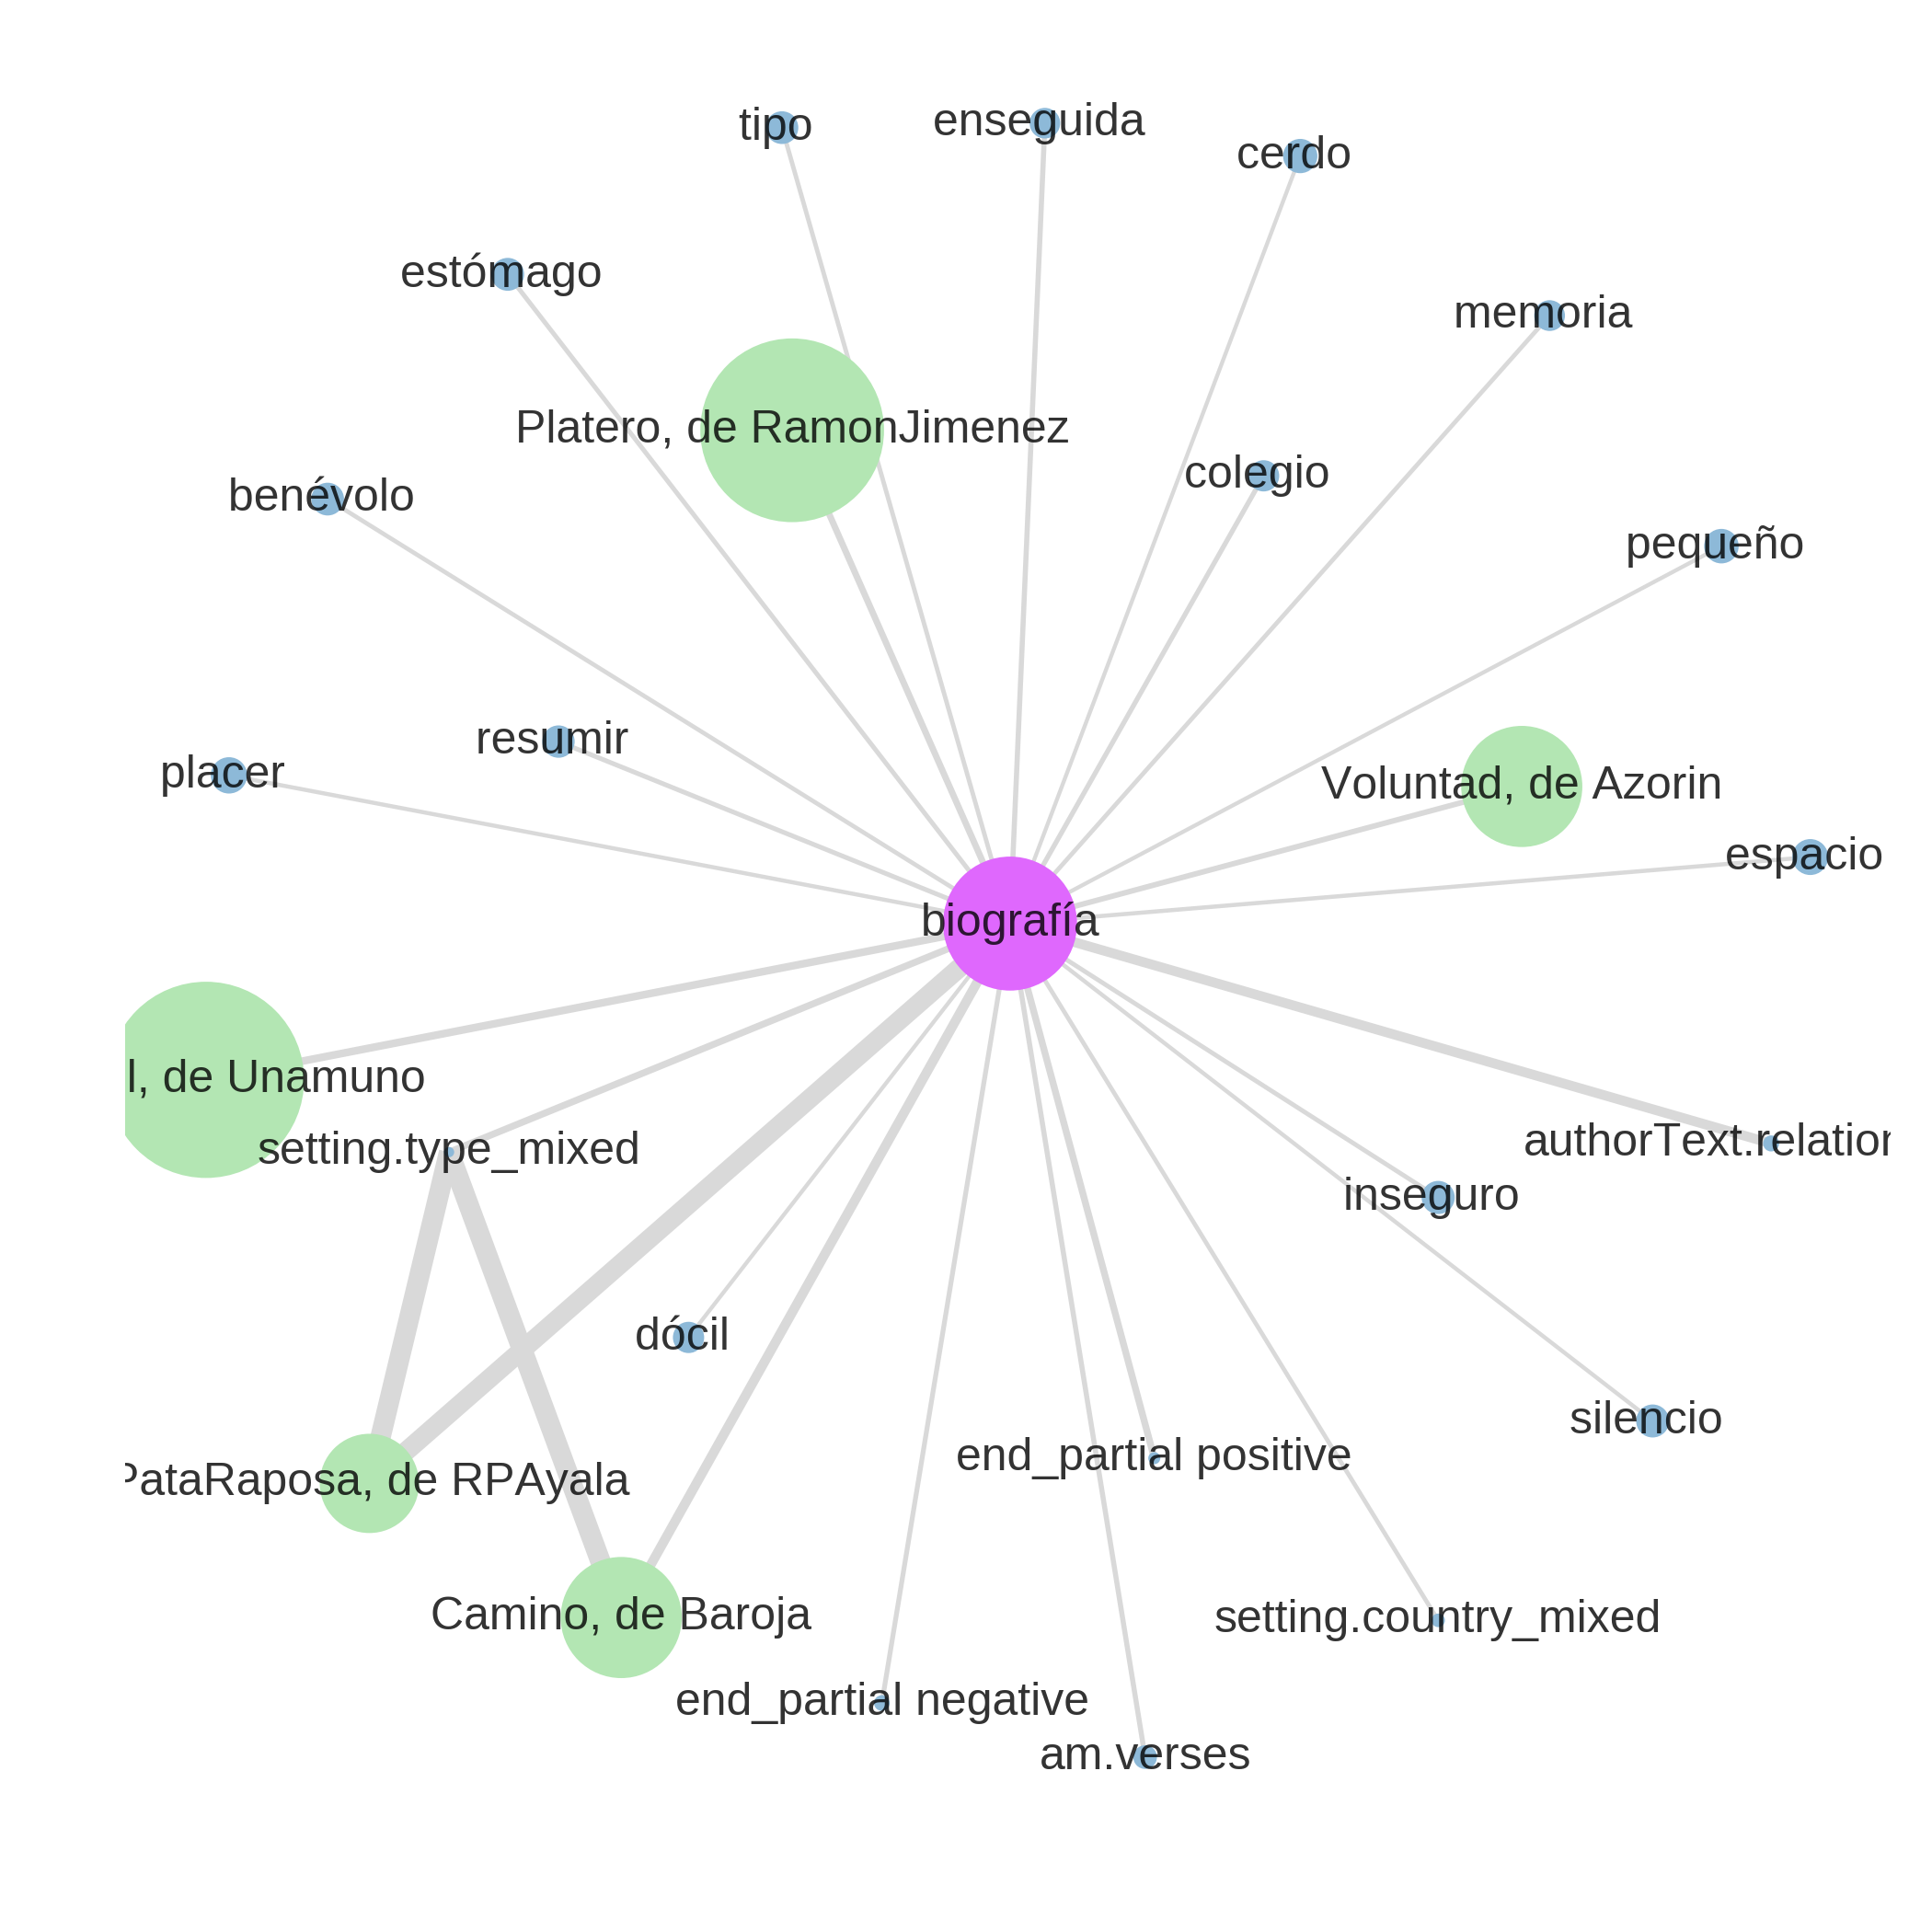 tipo
enseguida
cerdo
estómago
memoria
Platero, de RamonJimenez
colegio
benévolo
pequeño
resumir
placer
Voluntad, de Azorin
espacio
biografía
l, de Unamuno
setting.type_mixed
authorText.relation
inseguro
dócil
silencio
end_partial positive
PataRaposa, de RPAyala
Camino, de Baroja
setting.country_mixed
end_partial negative
am.verses